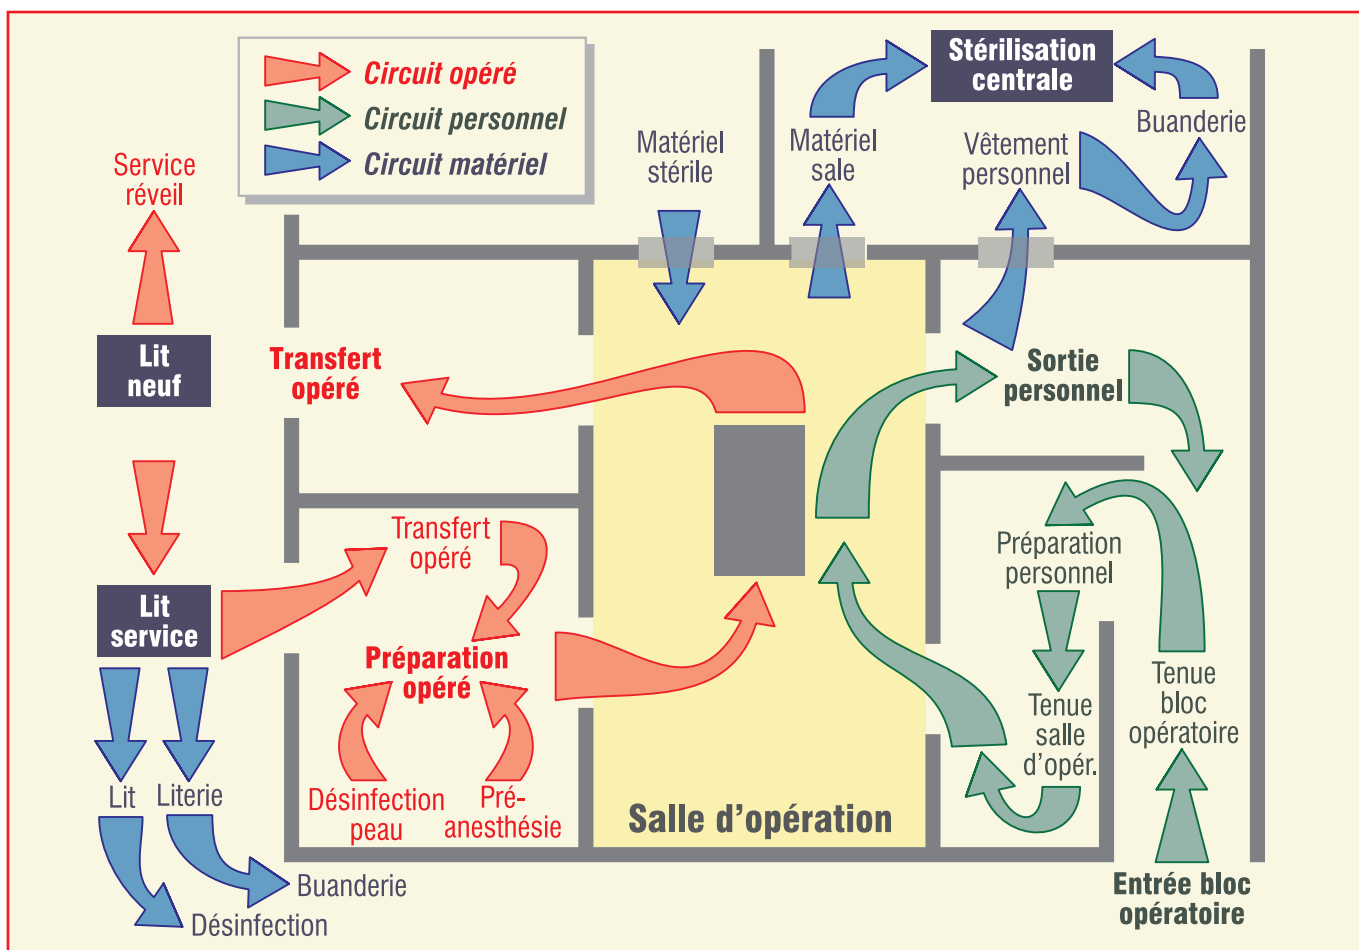 Circuit opéré
Circuit personnel
Circuit matériel
Stérilisation
centrale
Buanderie
Matériel
stérile
Matériel
sale
Vêtement
personnel
Service
réveil
Lit
neuf
Transfert
opéré
Sortie
personnel
Transfert
opéré
Préparation
personnel
Lit
service
Préparation
opéré
Tenue
bloc
opératoire
Tenue
salle
d'opér.
Lit
Literie
Désinfection
peau
Pré-
anesthésie
Salle d'opération
Buanderie
Désinfection
Entrée bloc
opératoire